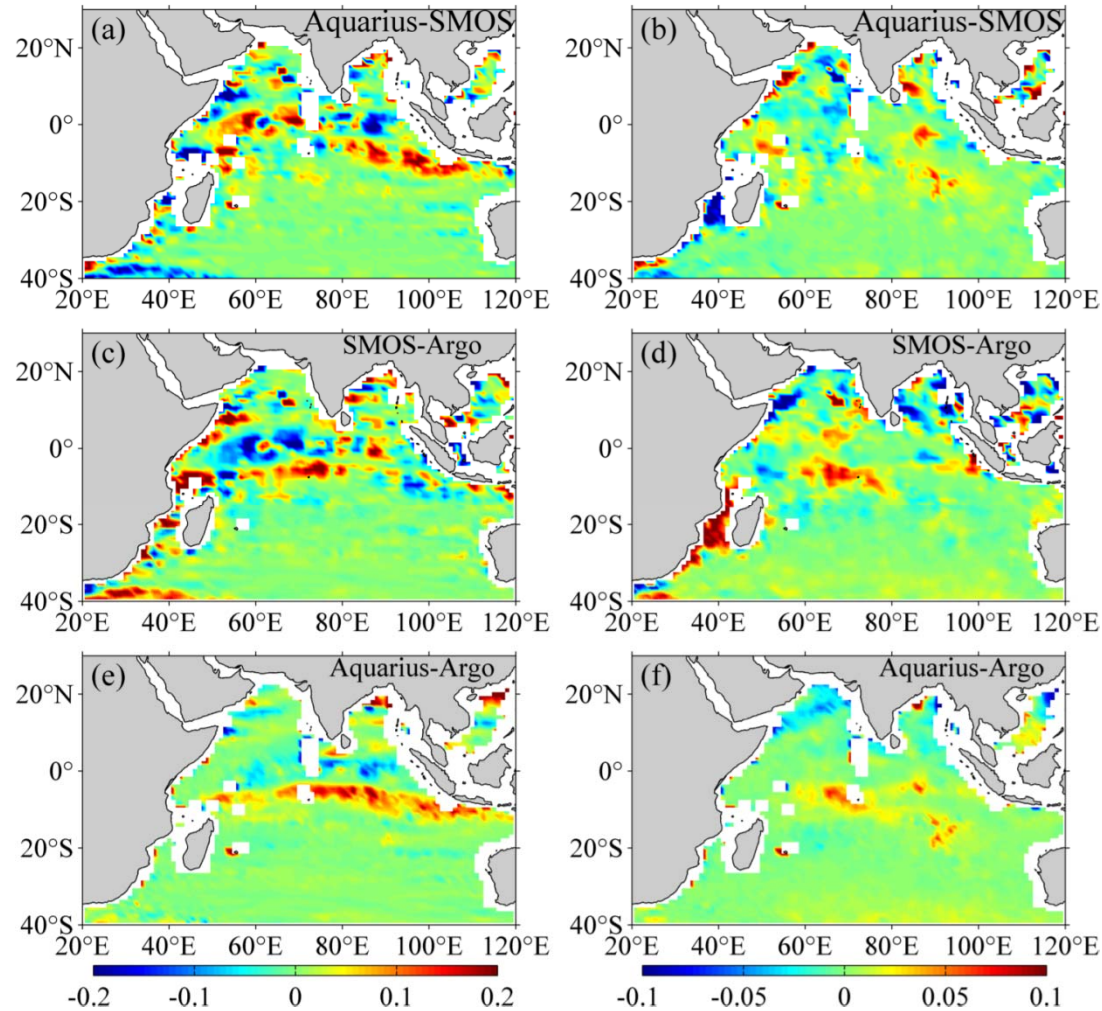 (a) Aquarius-SMOS
20°N
0°
20°S
40°S
20°E 40°E 60°E 80°E 100°E 120°E
(b) Aquarius-SMOS
20°N
0°
20°S
40°S
20°E 40°E 60°E 80°E 100°E 120°E
(c) SMOS-Argo
20°N
0°
20°S
40°S
20°E 40°E 60°E 80°E 100°E 120°E
(d) SMOS-Argo
20°N
0°
20°S
40°S
20°E 40°E 60°E 80°E 100°E 120°E
(e) Aquarius-Argo
20°N
0°
20°S
40°S
20°E 40°E 60°E 80°E 100°E 120°E
(f) Aquarius-Argo
20°N
0°
20°S
40°S
20°E 40°E 60°E 80°E 100°E 120°E
-0.2 -0.1 0 0.1 0.2
-0.1 -0.05 0 0.05 0.1